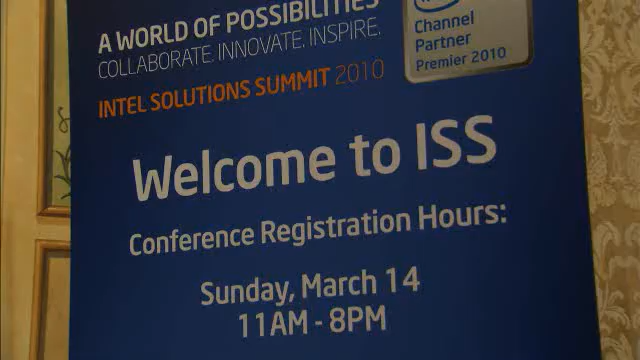 A WORLD OF POSSIBILITIES
COLLABORATE. INNOVATE. INSPIRE.
INTEL SOLUTIONS SUMMIT 2010
Channel
Partner
Premier 2010
Welcome to ISS
Conference Registration Hours:
Sunday, March 14
11AM - 8PM